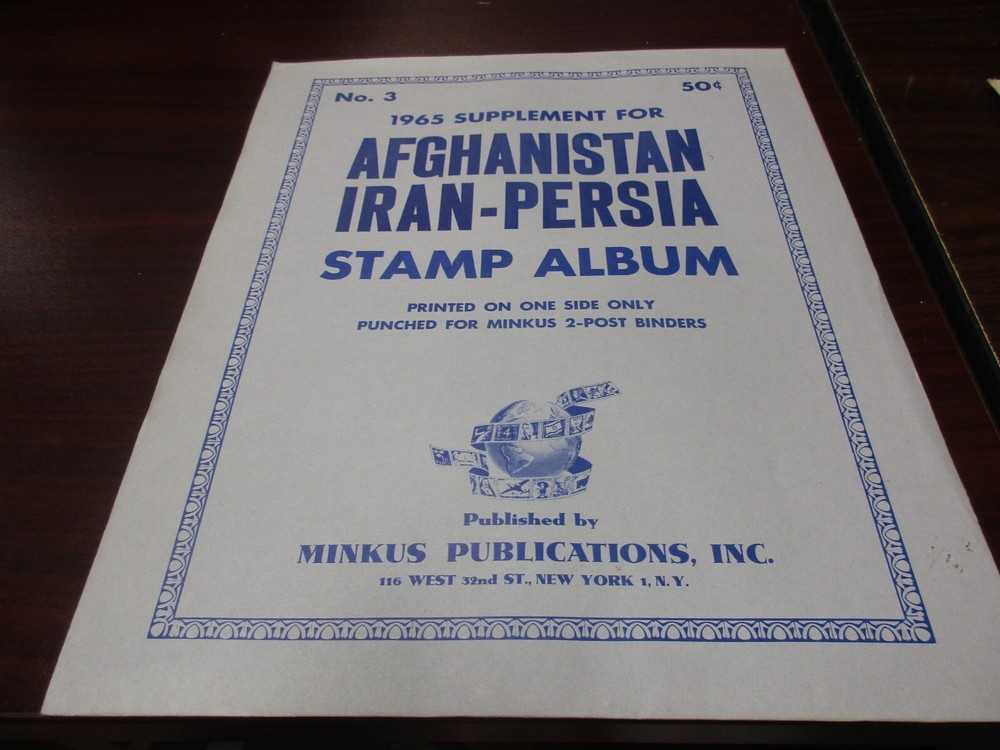 No. 3
50¢
1965 SUPPLEMENT FOR
AFGHANISTAN
IRAN-PERSIA
STAMP ALBUM
PRINTED ON ONE SIDE ONLY
PUNCHED FOR MINKUS 2-POST BINDERS
Published by
MINKUS PUBLICATIONS, INC.
116 WEST 32nd ST., NEW YORK 1, N.Y.